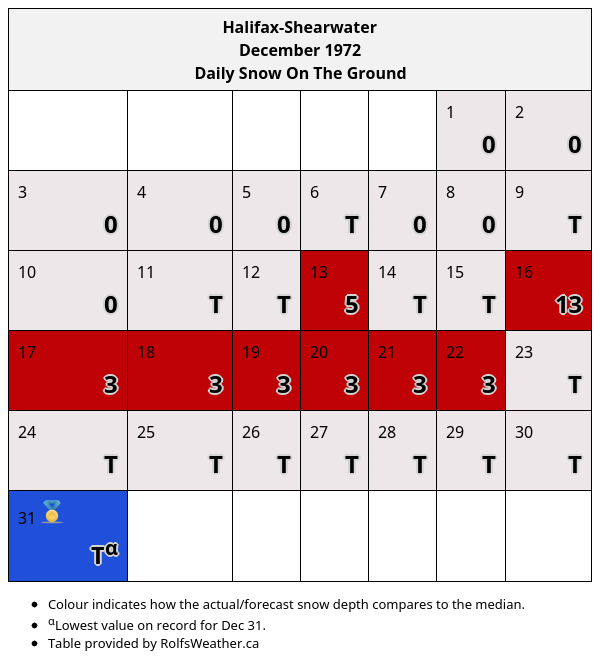 Halifax-Shearwater
December 1972
Daily Snow On The Ground
1 2
0 0
3 4 5 6 7 8 9
0 0 0 T 0 0 T
10 11 12 13 14 15 16
0 T T 5 T T 13
17 18 19 20 21 22 23
3 3 3 3 3 3 T
24 25 26 27 28 29 30
T T T T T T T
31
Tα
• Colour indicates how the actual/forecast snow depth compares to the median.
• αLowest value on record for Dec 31.
• Table provided by RolfsWeather.ca